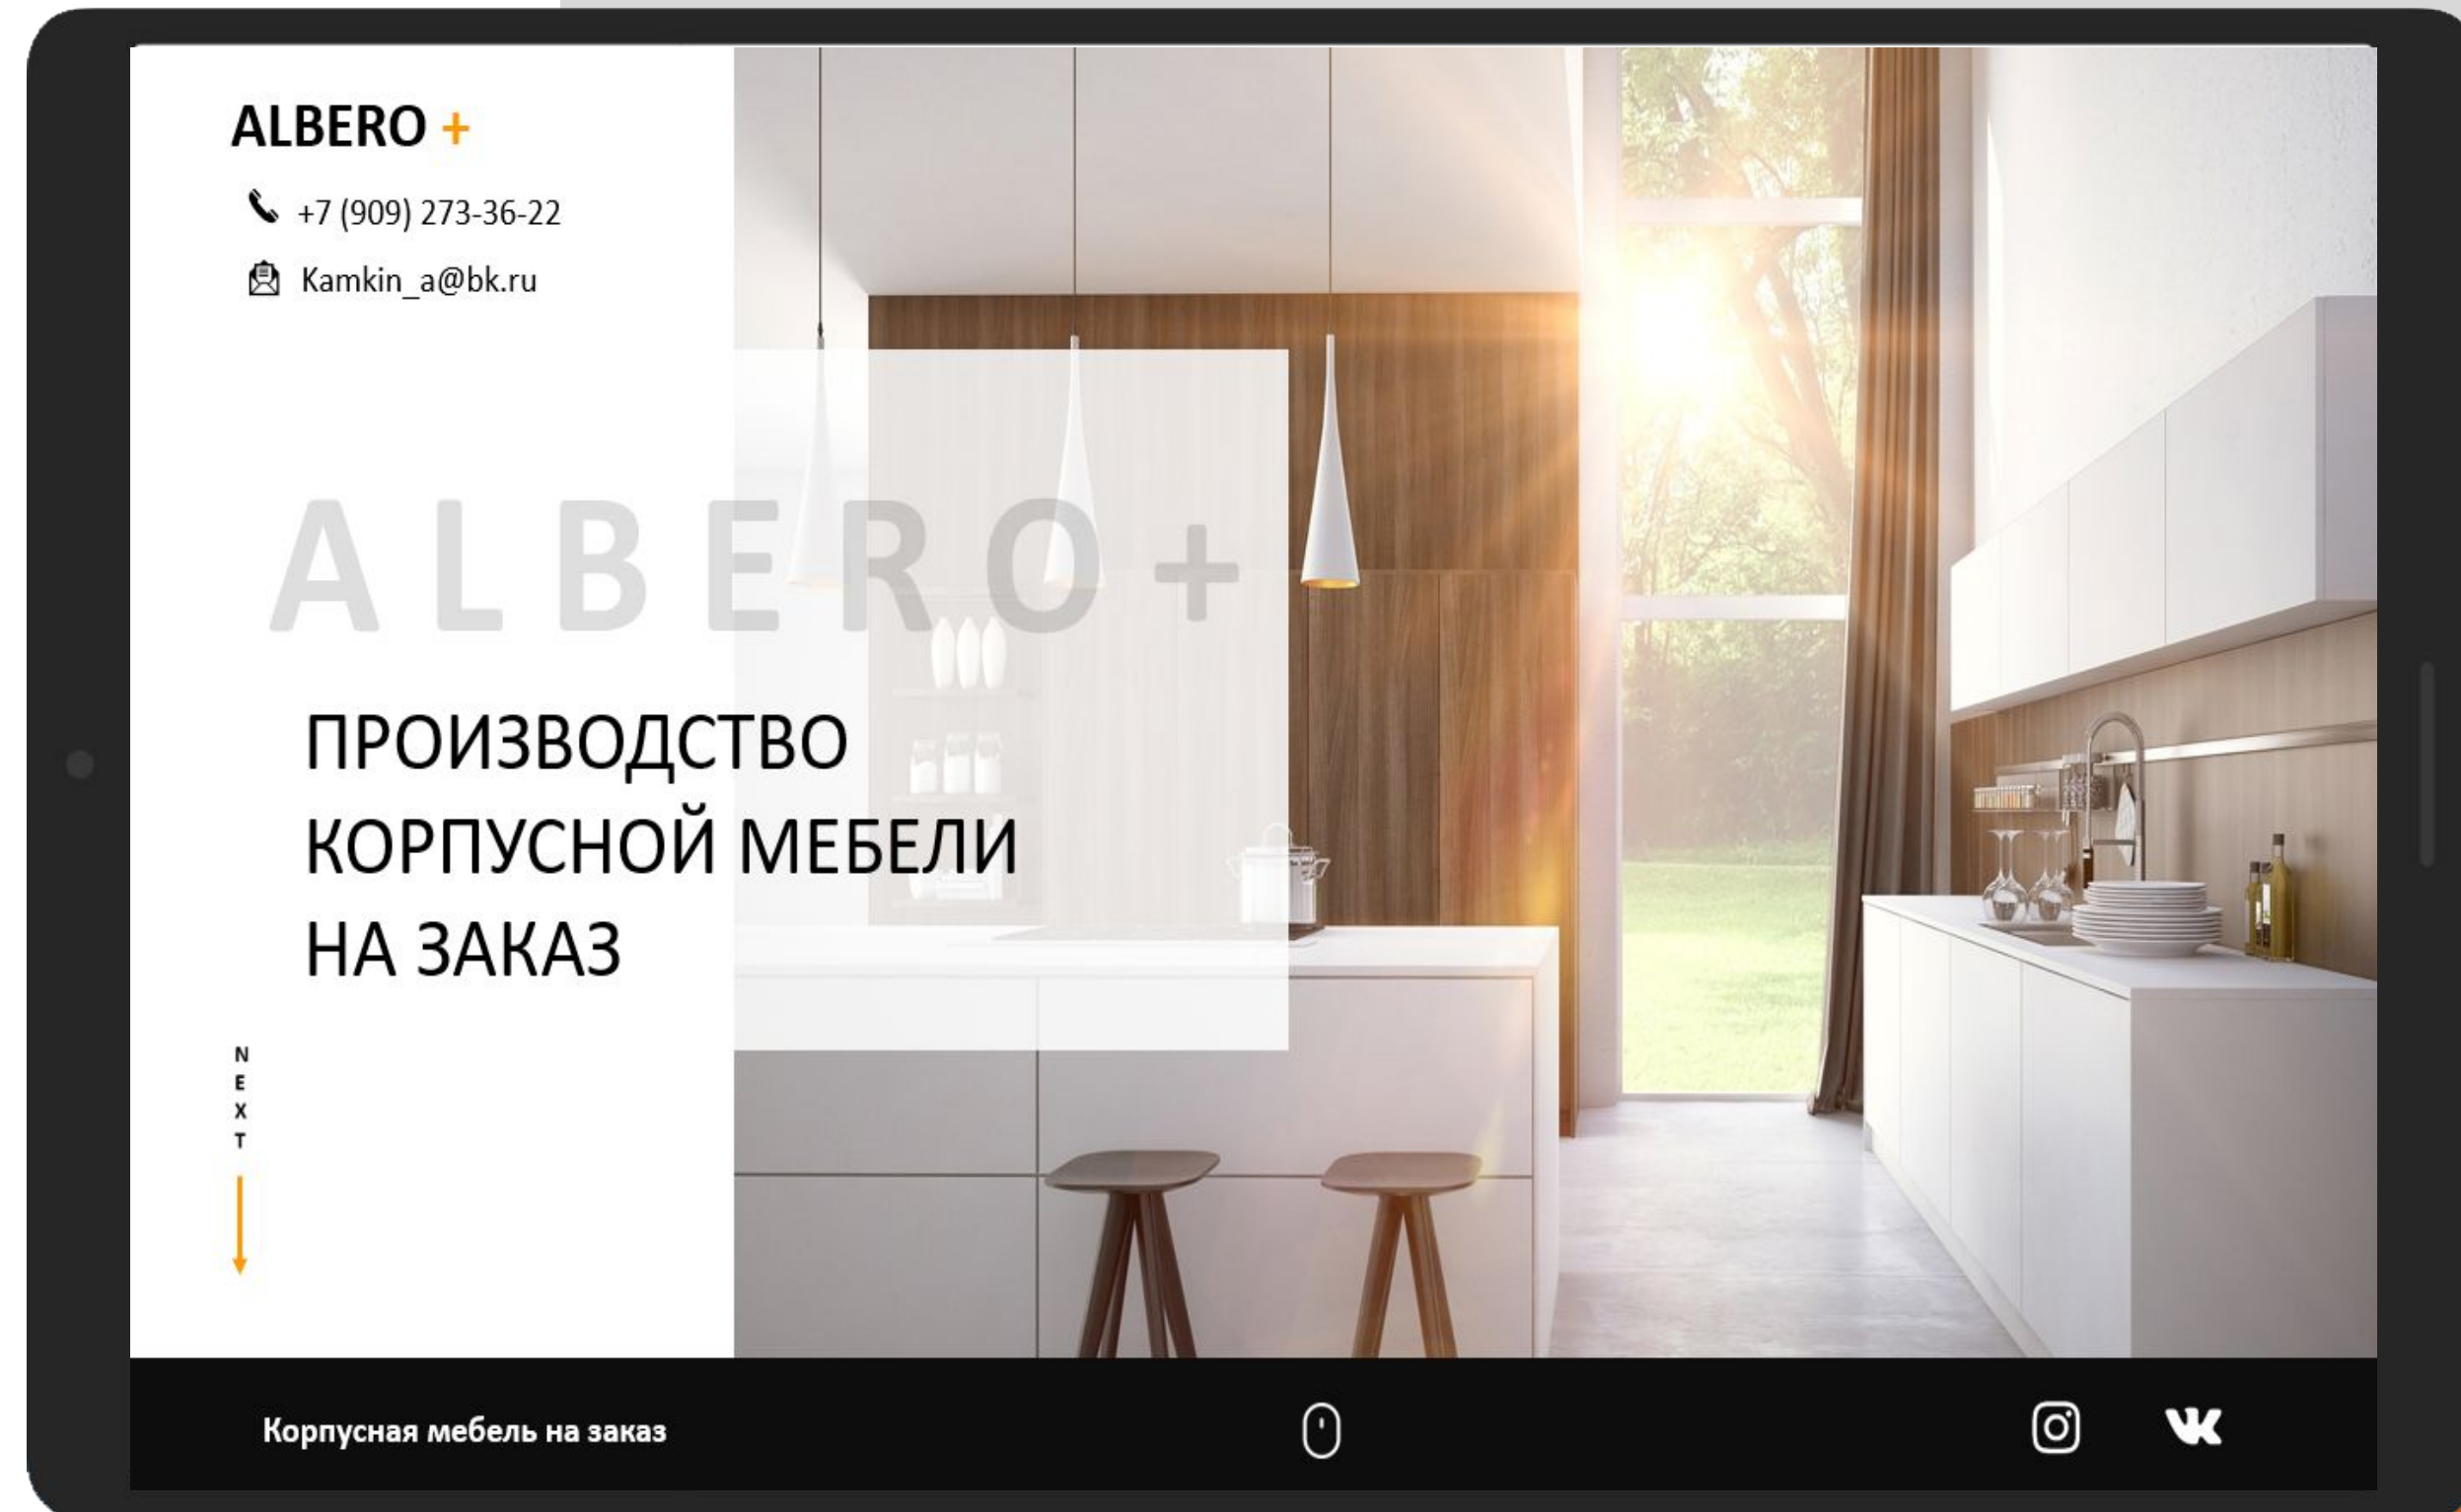 ALBERO +
+7 (909) 273-36-22
Kamkin_a@bk.ru
ALBERO+
ПРОИЗВОДСТВО
КОРПУСНОЙ МЕБЕЛИ
НА ЗАКАЗ
NEXT
Корпусная мебель на заказ